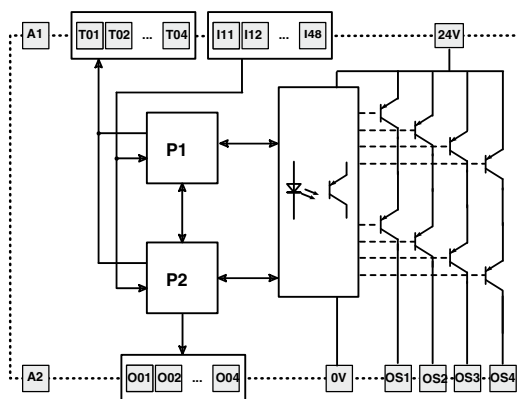 A1 T01 T02 ... T04 I11 I12 ... I48 24V
P1
P2
A2 O01 O02 ... O04 0V OS1 OS2 OS3 OS4